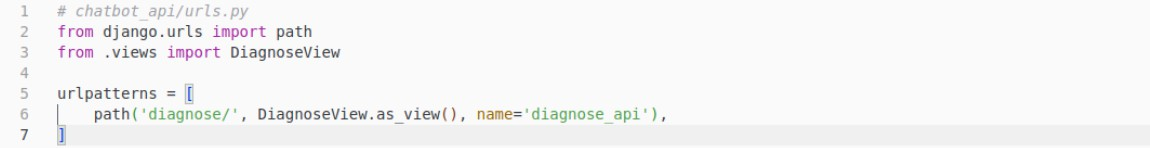 1 # chatbot_api/urls.py
2 from django.urls import path
3 from .views import DiagnoseView
4
5 urlpatterns = [
6     path('diagnose/', DiagnoseView.as_view(), name='diagnose_api'),
7 ]